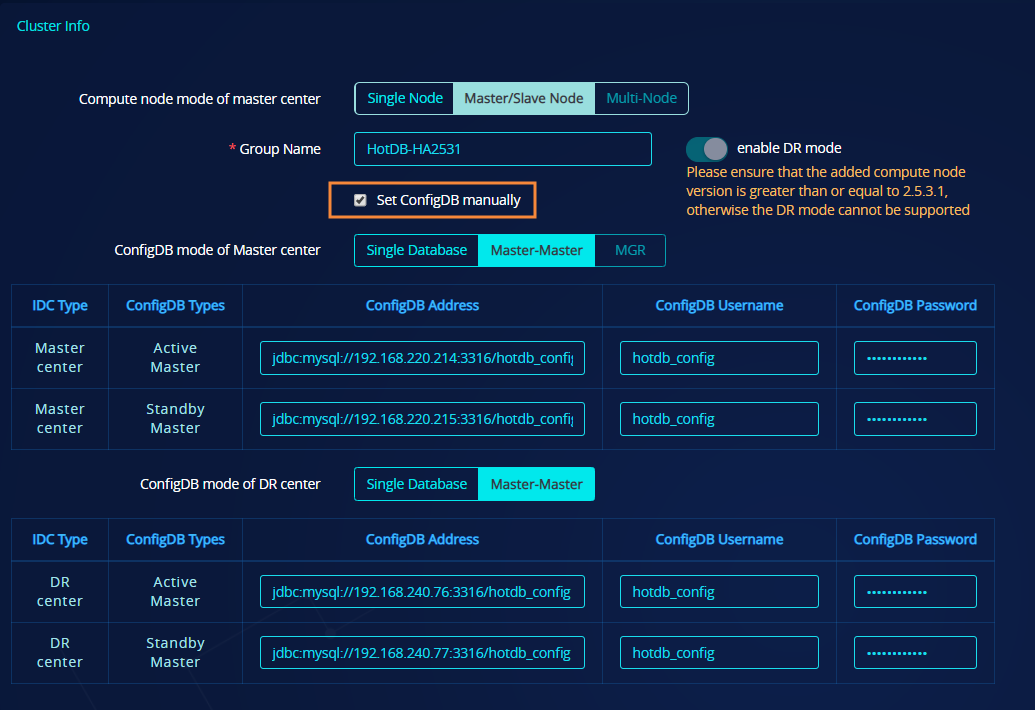 Cluster Info
Compute node mode of master center Single Node Master/Slave Node Multi-Node
* Group Name HotDB-HA2531 enable DR mode
Please ensure that the added compute node
version is greater than or equal to 2.5.3.1,
otherwise the DR mode cannot be supported
Set ConfigDB manually
ConfigDB mode of Master center Single Database Master-Master MGR
IDC Type ConfigDB Types ConfigDB Address ConfigDB Username ConfigDB Password
Master center Active Master jdbc:mysql://192.168.220.214:3316/hotdb_config hotdb_config ••••••••••••
Master center Standby Master jdbc:mysql://192.168.220.215:3316/hotdb_config hotdb_config ••••••••••••
ConfigDB mode of DR center Single Database Master-Master
IDC Type ConfigDB Types ConfigDB Address ConfigDB Username ConfigDB Password
DR center Active Master jdbc:mysql://192.168.240.76:3316/hotdb_config hotdb_config ••••••••••••
DR center Standby Master jdbc:mysql://192.168.240.77:3316/hotdb_config hotdb_config ••••••••••••